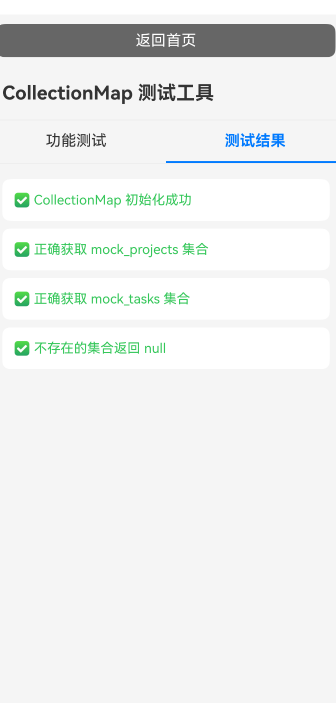 返回首页
CollectionMap 测试工具
功能测试
测试结果
✅ CollectionMap 初始化成功
✅ 正确获取 mock_projects 集合
✅ 正确获取 mock_tasks 集合
✅ 不存在的集合返回 null